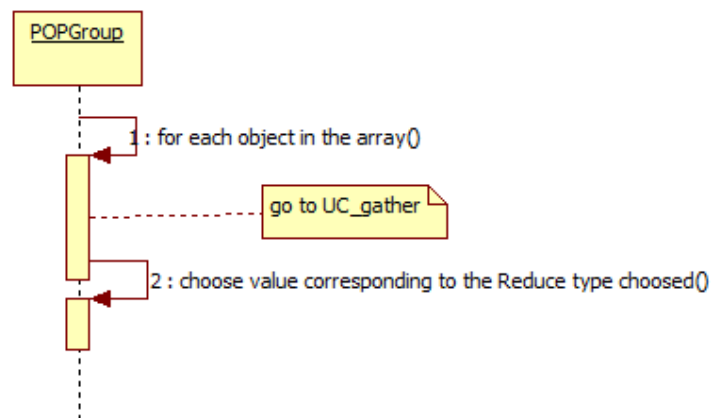 POPGroup
1 : for each object in the array()
go to UC_gather
2 : choose value corresponding to the Reduce type choosed()